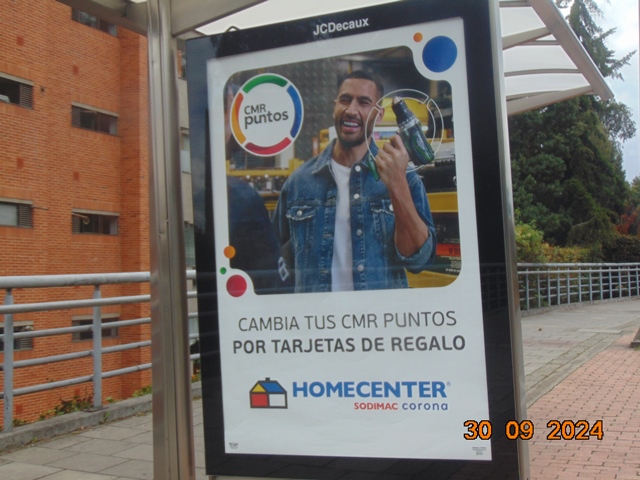 JCDecaux
CMR
puntos
CAMBIA TUS CMR PUNTOS
POR TARJETAS DE REGALO
HOMECENTER
SODIMAC corona
30 09 2024